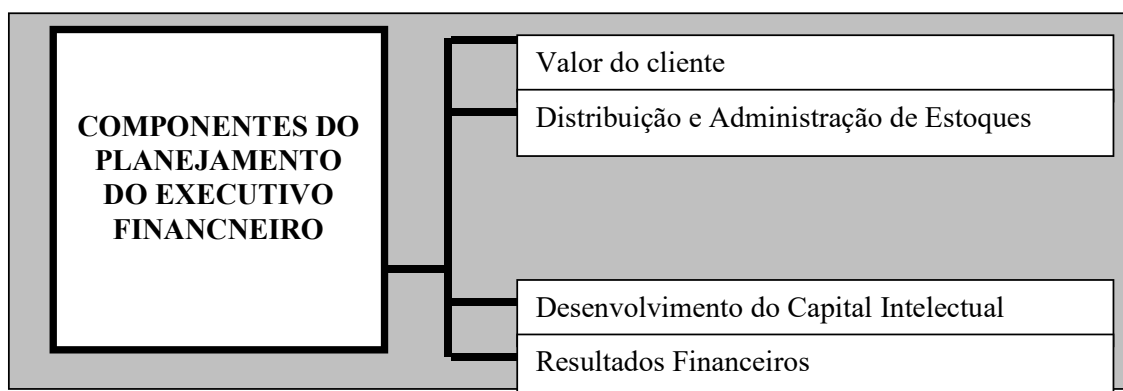 COMPONENTES DO
PLANEJAMENTO
DO EXECUTIVO
FINANCNEIRO
Valor do cliente
Distribuição e Administração de Estoques
Desenvolvimento do Capital Intelectual
Resultados Financeiros